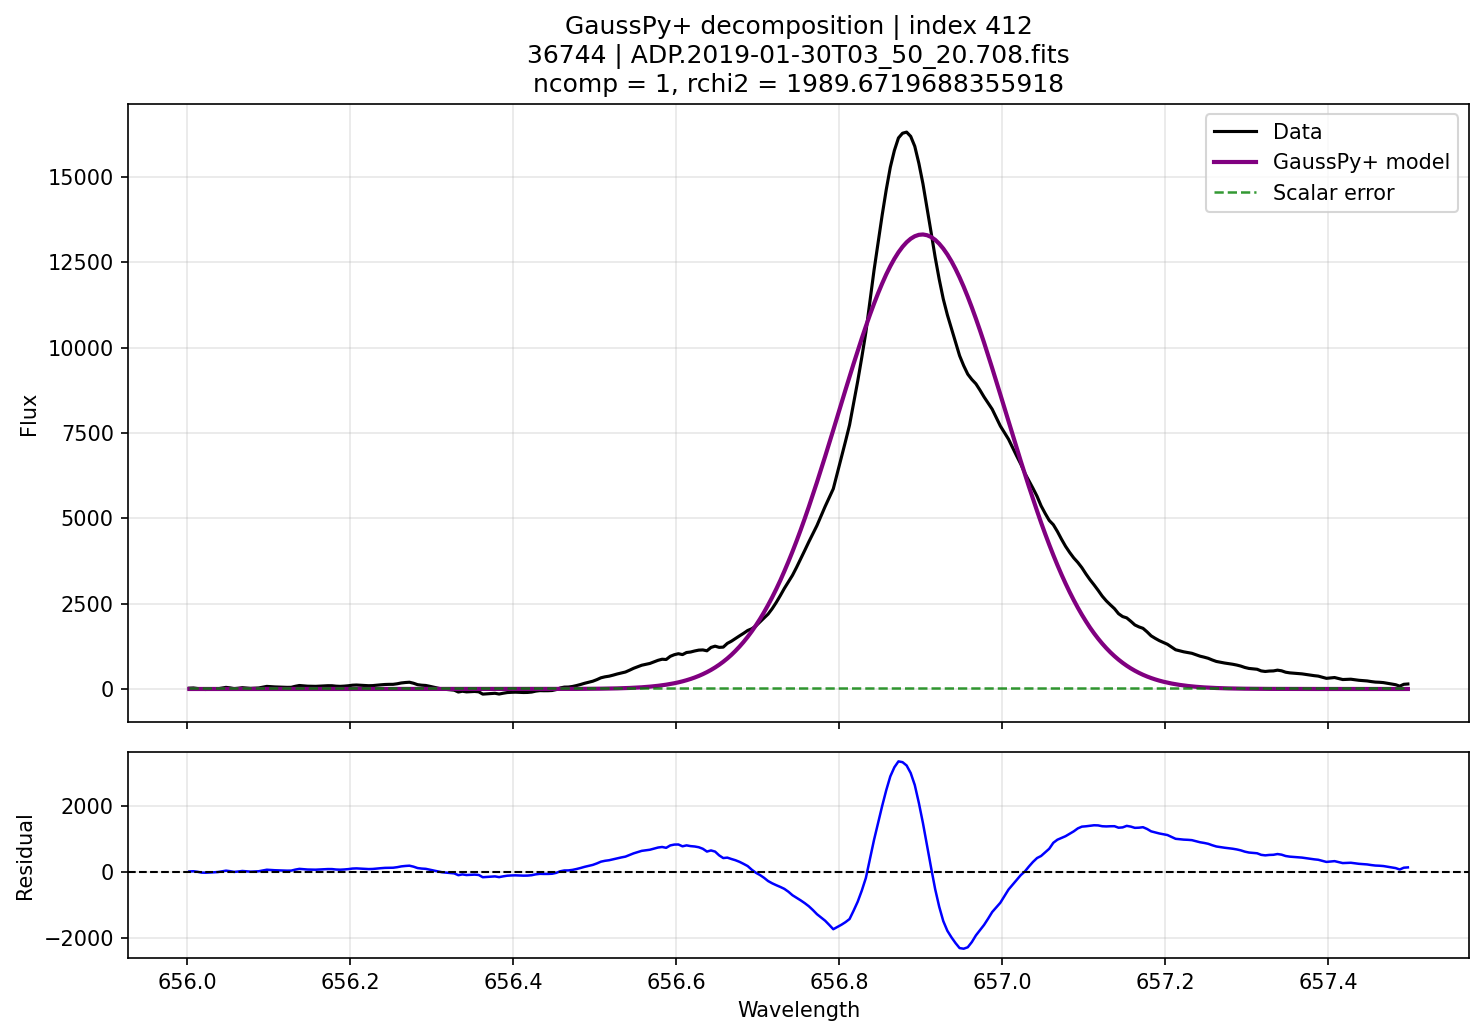 GaussPy+ decomposition | index 412
36744 | ADP.2019-01-30T03_50_20.708.fits
ncomp = 1, rchi2 = 1989.6719688355918
Data
GaussPy+ model
Scalar error
15000
12500
10000
7500
5000
2500
0
Flux
2000
0
−2000
Residual
656.0 656.2 656.4 656.6 656.8 657.0 657.2 657.4
Wavelength